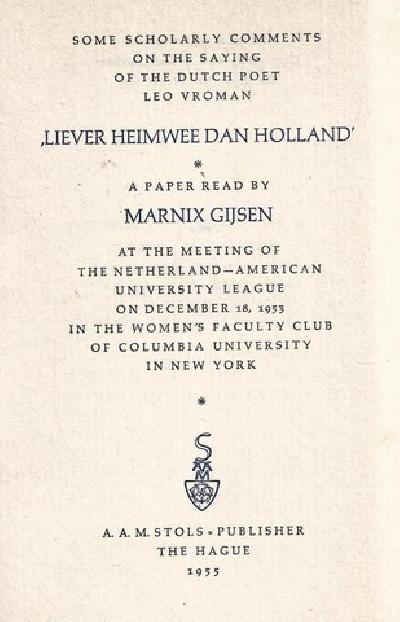 SOME SCHOLARLY COMMENTS
ON THE SAYING
OF THE DUTCH POET
LEO VROMAN
‚LIEVER HEIMWEE DAN HOLLAND’
*
A PAPER READ BY
MARNIX GIJSEN
AT THE MEETING OF
THE NETHERLAND—AMERICAN
UNIVERSITY LEAGUE
ON DECEMBER 18, 1953
IN THE WOMEN'S FACULTY CLUB
OF COLUMBIA UNIVERSITY
IN NEW YORK
*
S
AAM
A. A. M. STOLS - PUBLISHER
THE HAGUE
1955